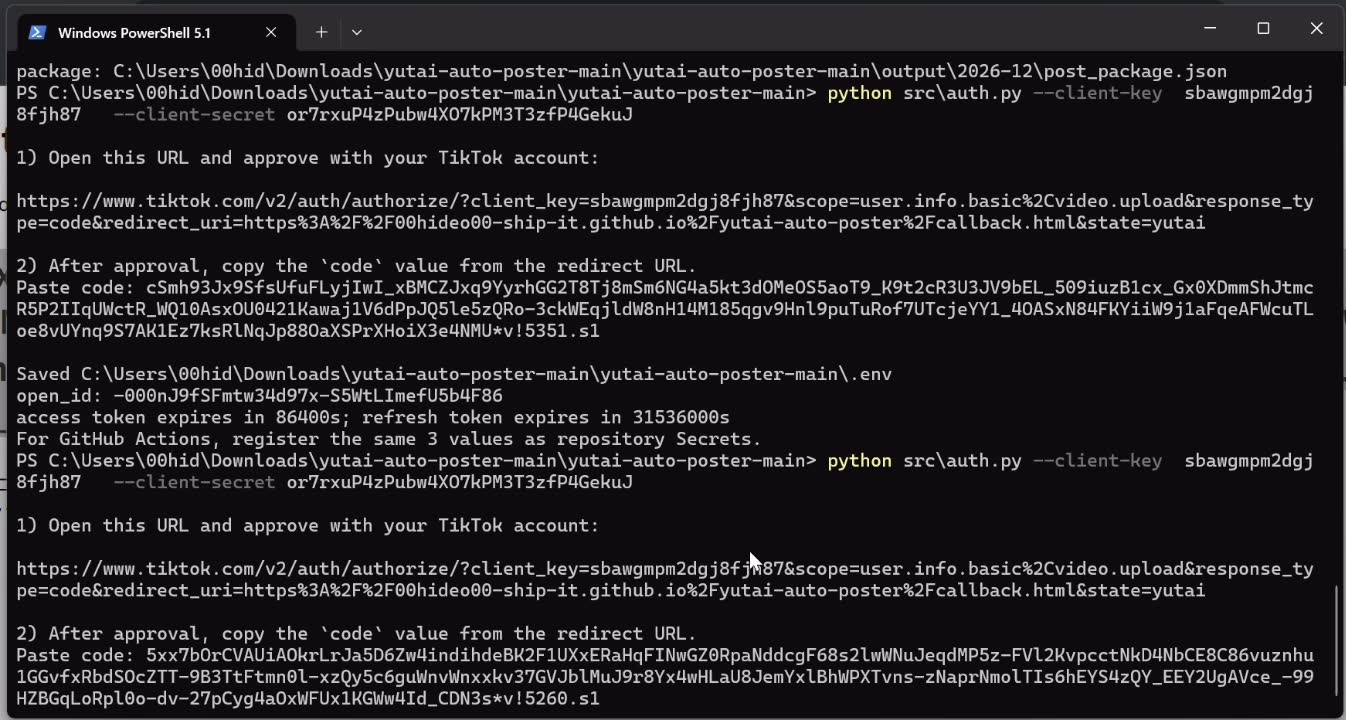 Windows PowerShell 5.1
package: C:\Users\00hid\Downloads\yutai-auto-poster-main\yutai-auto-poster-main\output\2026-12\post_package.json
PS C:\Users\00hid\Downloads\yutai-auto-poster-main\yutai-auto-poster-main> python src\auth.py --client-key  sbawgmpm2dgj
8fjh87   --client-secret or7rxuP4zPubw4XO7kPM3T3zfP4GekuJ
1) Open this URL and approve with your TikTok account:
https://www.tiktok.com/v2/auth/authorize/?client_key=sbawgmpm2dgj8fjh87&scope=user.info.basic%2Cvideo.upload&response_ty
pe=code&redirect_uri=https%3A%2F%2F00hideo00-ship-it.github.io%2Fyutai-auto-poster%2Fcallback.html&state=yutai
2) After approval, copy the `code` value from the redirect URL.
Paste code: cSmh93Jx9SfsUfuFLyjIwI_xBMCZJxq9YyrhGG2T8Tj8mSm6NG4a5kt3dOMeOS5aoT9_K9t2cR3U3JV9bEL_509iuzB1cx_Gx0XDmmShJtmc
R5P2IIqUWctR_WQ10AsxOU0421Kawaj1V6dPpJQ5le5zQRo-3ckWEqjldW8nH14M185qgv9Hnl9puTuRof7UTcjeYY1_4OASxN84FKYiiW9j1aFqeAFWcuTL
oe8vUYnq9S7AK1Ez7ksRlNqJp88OaXSPrXHoiX3e4NMU*v!5351.s1
Saved C:\Users\00hid\Downloads\yutai-auto-poster-main\yutai-auto-poster-main\.env
open_id: -000nJ9fSFmtw34d97x-S5WtLImefU5b4F86
access token expires in 86400s; refresh token expires in 31536000s
For GitHub Actions, register the same 3 values as repository Secrets.
PS C:\Users\00hid\Downloads\yutai-auto-poster-main\yutai-auto-poster-main> python src\auth.py --client-key  sbawgmpm2dgj
8fjh87   --client-secret or7rxuP4zPubw4XO7kPM3T3zfP4GekuJ
1) Open this URL and approve with your TikTok account:
https://www.tiktok.com/v2/auth/authorize/?client_key=sbawgmpm2dgj8fjh87&scope=user.info.basic%2Cvideo.upload&response_ty
pe=code&redirect_uri=https%3A%2F%2F00hideo00-ship-it.github.io%2Fyutai-auto-poster%2Fcallback.html&state=yutai
2) After approval, copy the `code` value from the redirect URL.
Paste code: 5xx7bOrCVAUiAOkrLrJa5D6Zw4indihdeBK2F1UXxERaHqFINwGZ0RpaNddcgF68s2lwWNuJeqdMP5z-FVl2KvpcctNkD4NbCE8C86vuznhu
1GGvfxRbdSOcZTT-9B3TtFtmn0l-xzQy5c6guWnvWnxxkv37GVJblMuJ9r8Yx4wHLaU8JemYxlBhWPXTvns-zNaprNmolTIs6hEYS4zQY_EEY2UgAVce_-99
HZBGqLoRpl0o-dv-27pCyg4aOxWFUx1KGWw4Id_CDN3s*v!5260.s1